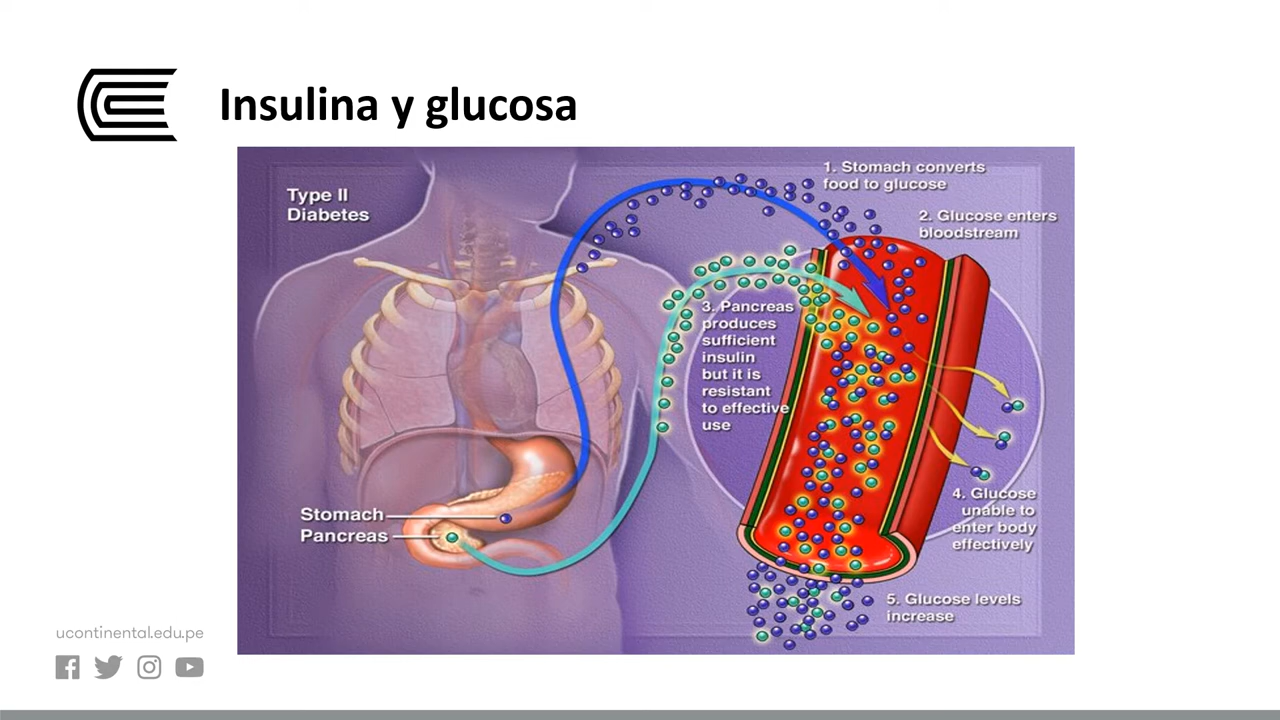 Insulina y glucosa
Type II
Diabetes
1. Stomach converts
food to glucose
2. Glucose enters
bloodstream
3. Pancreas
produces
sufficient
insulin
but it is
resistant
to effective
use
Stomach
Pancreas
4. Glucose
unable to
enter body
effectively
5. Glucose levels
increase
ucontinental.edu.pe